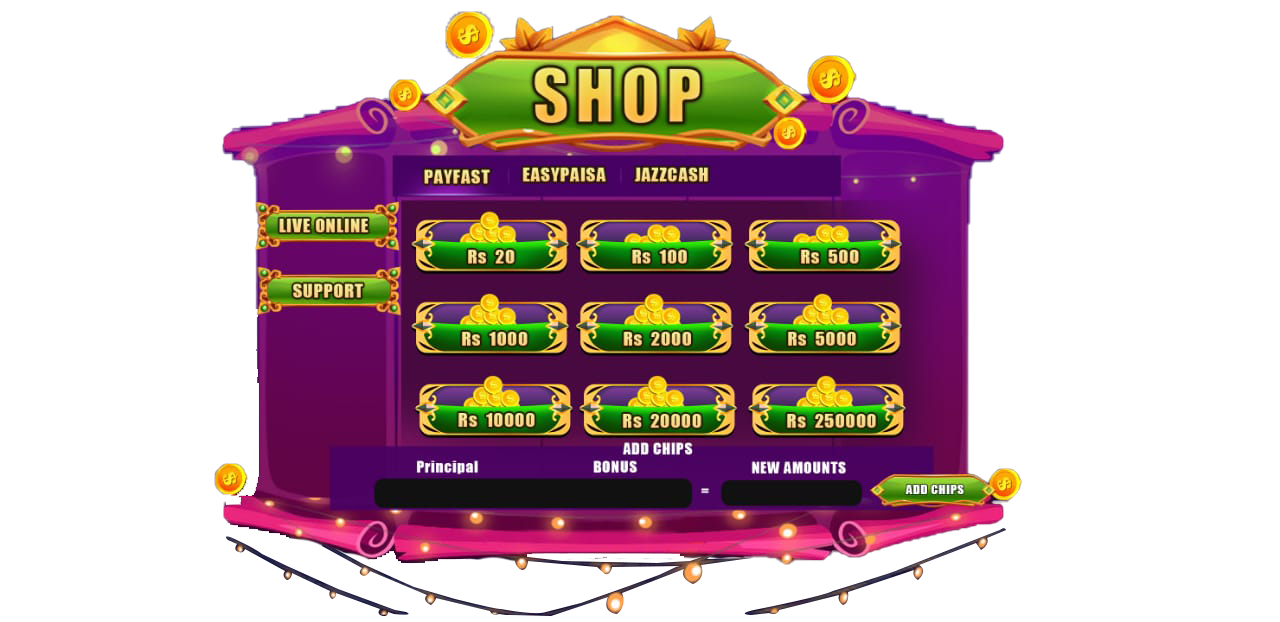 SHOP
PAYFAST EASYPAISA JAZZCASH
LIVE ONLINE
SUPPORT
Rs 20 Rs 100 Rs 500
Rs 1000 Rs 2000 Rs 5000
Rs 10000 Rs 20000 Rs 250000
ADD CHIPS
Principal BONUS NEW AMOUNTS
= ADD CHIPS